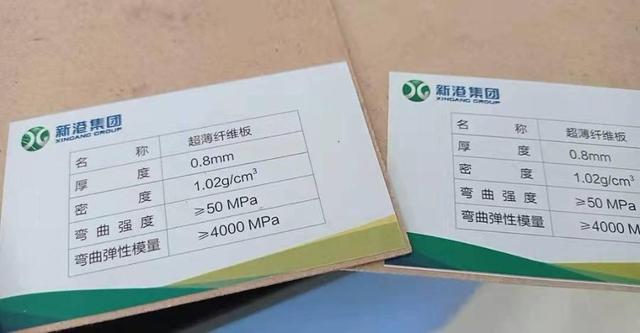 新港集团
XINGANG GROUP
名 称 超薄纤维板
厚 度 0.8mm
密 度 1.02g/cm³
弯曲强度 ≥50 MPa
弯曲弹性模量 ≥4000 MPa
新港集团
XINGANG GROUP
名 称 超薄纤维板
厚 度 0.8mm
密 度 1.02g/cm³
弯曲强度 ≥50 MPa
弯曲弹性模量 ≥4000 M